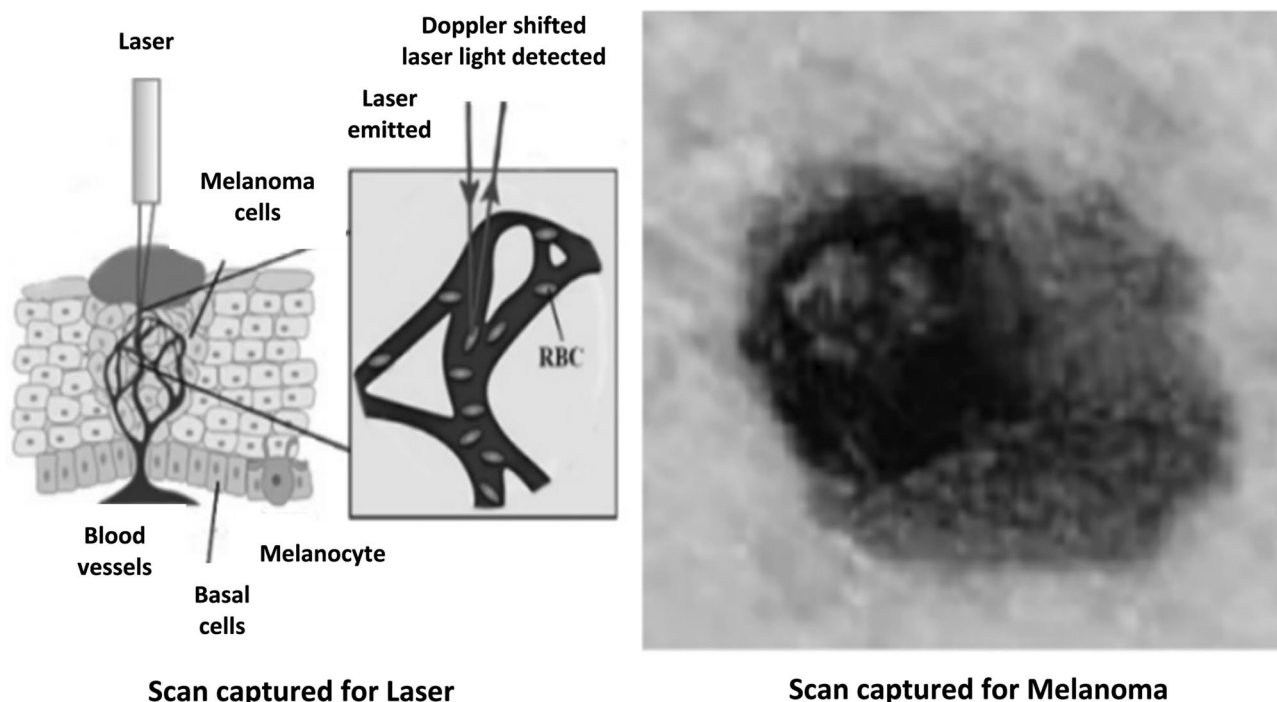 Laser
Doppler shifted
laser light detected
Laser
emitted
Melanoma
cells
RBC
Blood
vessels
Melanocyte
Basal
cells
Scan captured for Laser
Scan captured for Melanoma